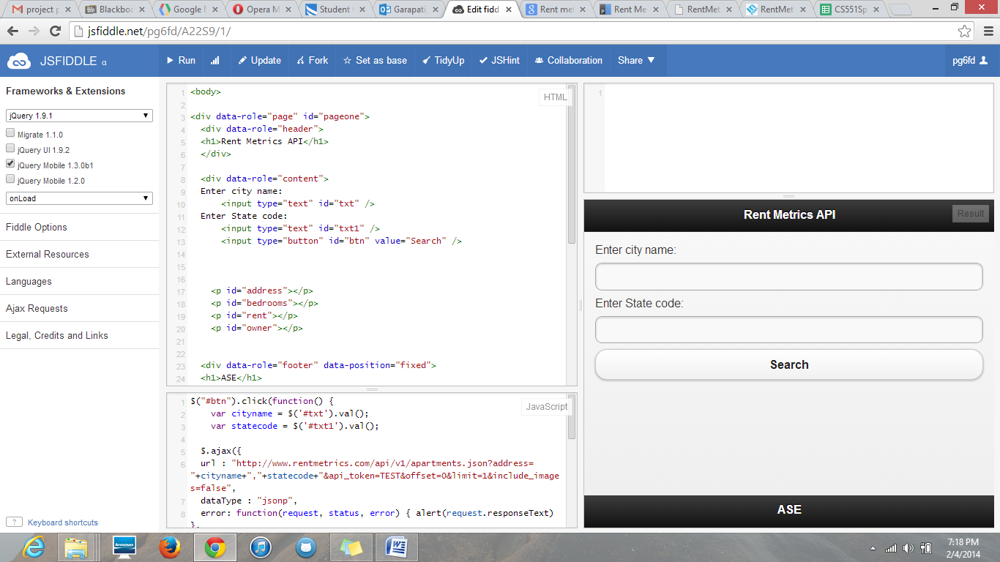 project p
Blackboa
Google N
Opera M
Student
Garapati,
Edit fidd
Rent met
Rent Me
RentMet
RentMet
CS551Sp
jsfiddle.net/pg6fd/A22S9/1/
JSFIDDLE α
Run
Update
Fork
Set as base
TidyUp
JSHint
Collaboration
Share
pg6fd
Frameworks & Extensions
jQuery 1.9.1
Migrate 1.1.0
jQuery UI 1.9.2
jQuery Mobile 1.3.0b1
jQuery Mobile 1.2.0
onLoad
Fiddle Options
External Resources
Languages
Ajax Requests
Legal, Credits and Links
? Keyboard shortcuts
HTML
1 <body>
2
3 <div data-role="page" id="pageone">
4 <div data-role="header">
5 <h1>Rent Metrics API</h1>
6 </div>
7
8 <div data-role="content">
9 Enter city name:
10 <input type="text" id="txt" />
11 Enter State code:
12 <input type="text" id="txt1" />
13 <input type="button" id="btn" value="Search" />
14
15
16
17 <p id="address"></p>
18 <p id="bedrooms"></p>
19 <p id="rent"></p>
20 <p id="owner"></p>
21
22
23 <div data-role="footer" data-position="fixed">
24 <h1>ASE</h1>
JavaScript
1 $("#btn").click(function() {
2 var cityname = $('#txt').val();
3 var statecode = $('#txt1').val();
4
5 $.ajax({
6 url : "http://www.rentmetrics.com/api/v1/apartments.json?address=
"+cityname+","+statecode+"&api_token=TEST&offset=0&limit=1&include_image
s=false",
7 dataType : "jsonp",
8 error: function(request, status, error) { alert(request.responseText)
},
1
Rent Metrics API
Result
Enter city name:
Enter State code:
Search
ASE
lenovo
7:18 PM
2/4/2014